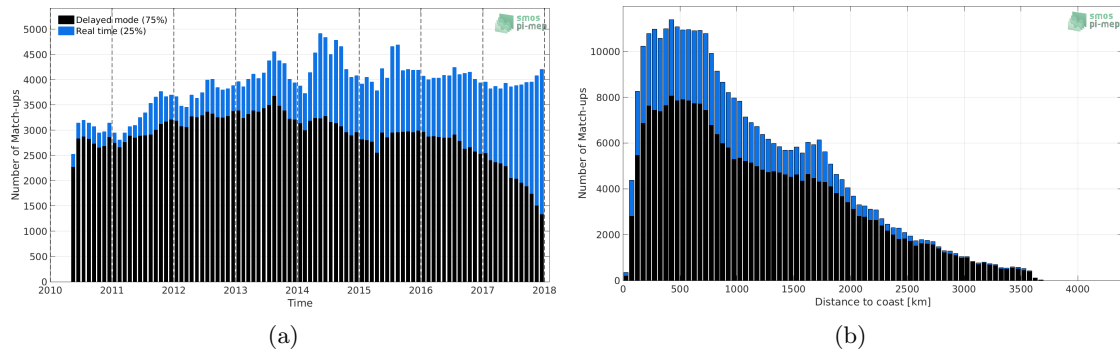 Delayed mode (75%)
Real time (25%)
smos
pi-mep
Number of Match-ups
5000
4500
4000
3500
3000
2500
2000
1500
1000
500
0
2010 2011 2012 2013 2014 2015 2016 2017 2018
Time
(a)
smos
pi-mep
Number of Match-ups
10000
8000
6000
4000
2000
0
0 500 1000 1500 2000 2500 3000 3500 4000
Distance to coast [km]
(b)